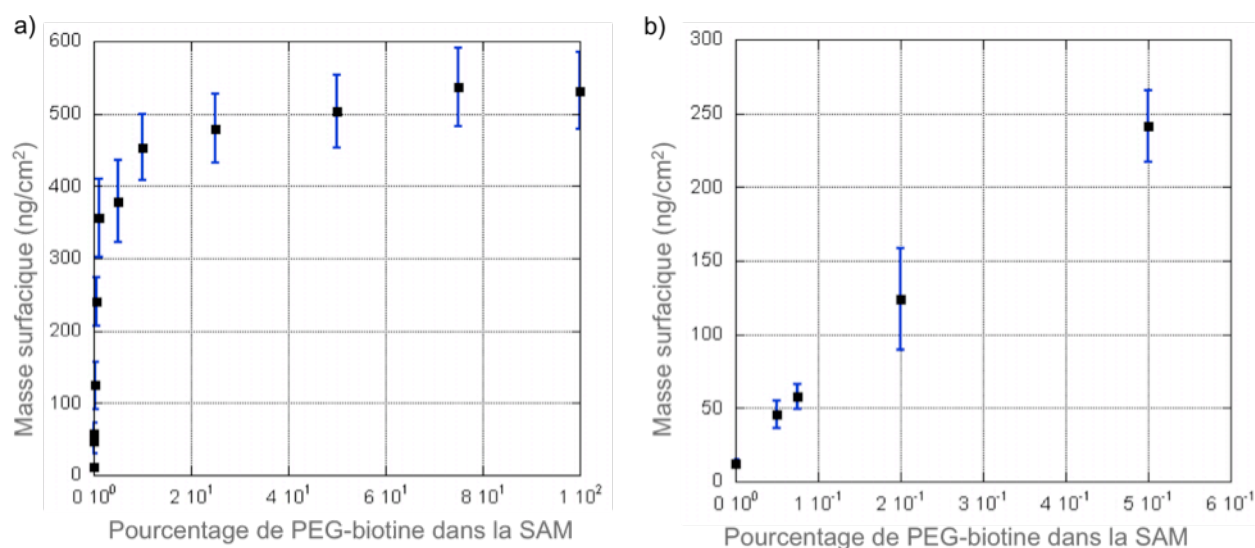 a)
600
500
400
300
200
100
0
0 10⁰ 2 10¹ 4 10¹ 6 10¹ 8 10¹ 1 10²
Masse surfacique (ng/cm²)
Pourcentage de PEG-biotine dans la SAM
b)
300
250
200
150
100
50
0
0 10⁰ 1 10⁻¹ 2 10⁻¹ 3 10⁻¹ 4 10⁻¹ 5 10⁻¹ 6 10⁻¹
Masse surfacique (ng/cm²)
Pourcentage de PEG-biotine dans la SAM